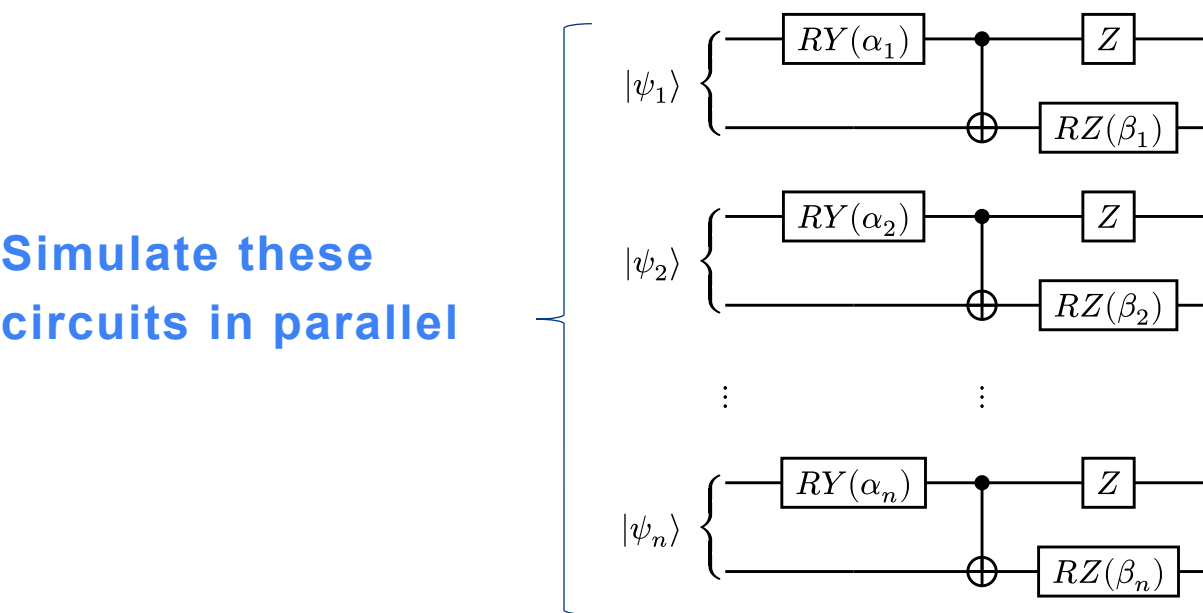 Simulate these
circuits in parallel
RY(α₁) Z
|ψ₁⟩
RZ(β₁)
RY(α₂) Z
|ψ₂⟩
RZ(β₂)
⋮ ⋮
RY(αₙ) Z
|ψₙ⟩
RZ(βₙ)